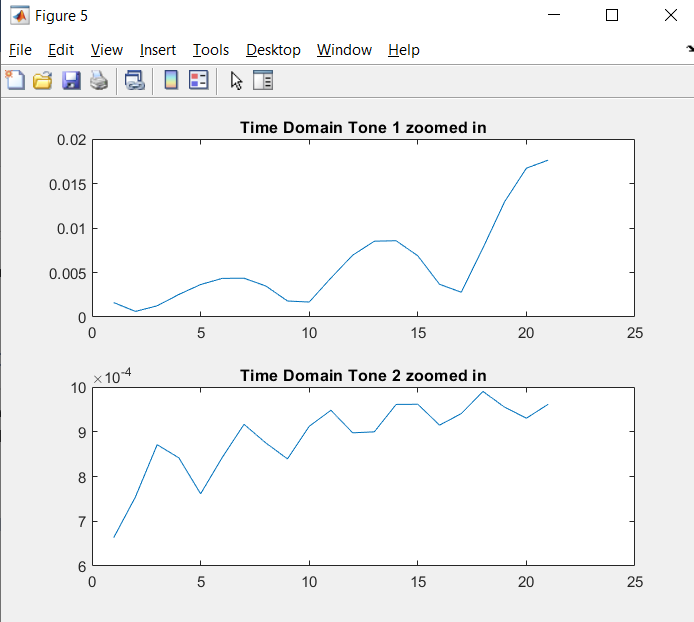 Figure 5
File Edit View Insert Tools Desktop Window Help
Time Domain Tone 1 zoomed in
0.02
0.015
0.01
0.005
0
0 5 10 15 20 25
Time Domain Tone 2 zoomed in
×10⁻⁴
10
9
8
7
6
0 5 10 15 20 25